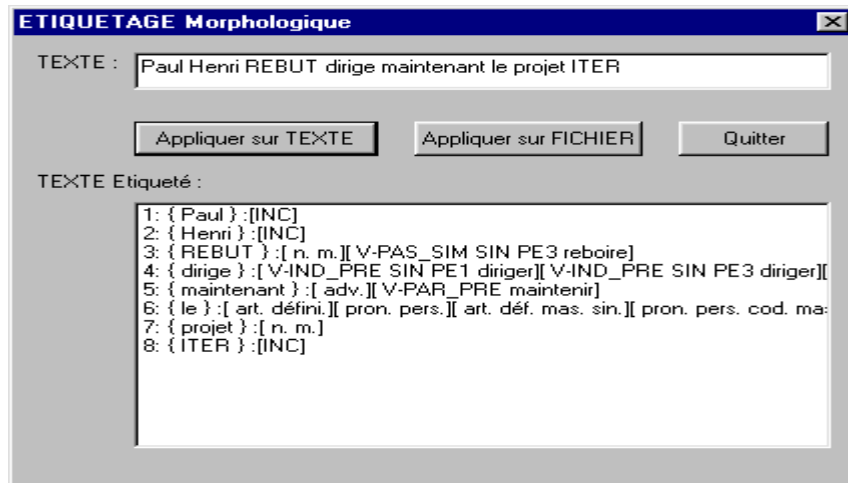 ETIQUETAGE Morphologique
TEXTE :
Paul Henri REBUT dirige maintenant le projet ITER
Appliquer sur TEXTE
Appliquer sur FICHIER
Quitter
TEXTE Etiqueté :
1: { Paul } :[INC]
2: { Henri } :[INC]
3: { REBUT } :[ n. m.][ V-PAS_SIM SIN PE3 reboire]
4: { dirige } :[ V-IND_PRE SIN PE1 diriger][ V-IND_PRE SIN PE3 diriger][
5: { maintenant } :[ adv.][ V-PAR_PRE maintenir]
6: { le } :[ art. défini.][ pron. pers.][ art. déf. mas. sin.][ pron. pers. cod. mas
7: { projet } :[ n. m.]
8: { ITER } :[INC]